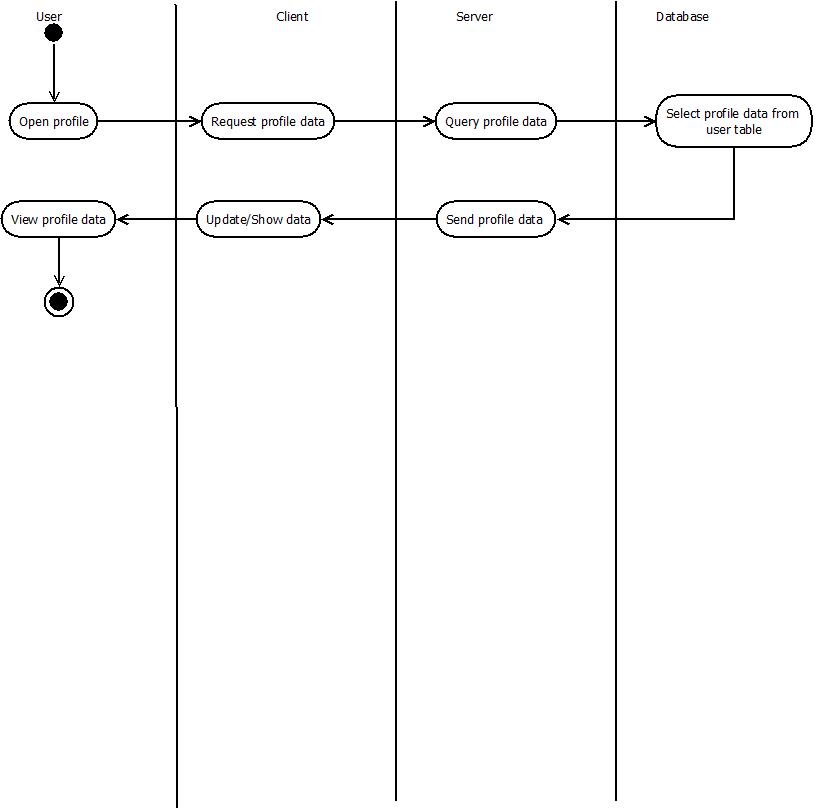 User
Client
Server
Database
Open profile
Request profile data
Query profile data
Select profile data from
user table
View profile data
Update/Show data
Send profile data